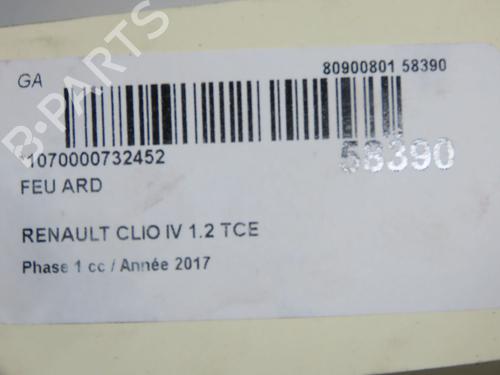 GA
80900801 58390
1070000732452
58390
FEU ARD
RENAULT CLIO IV 1.2 TCE
Phase 1 cc / Année 2017
B-PARTS